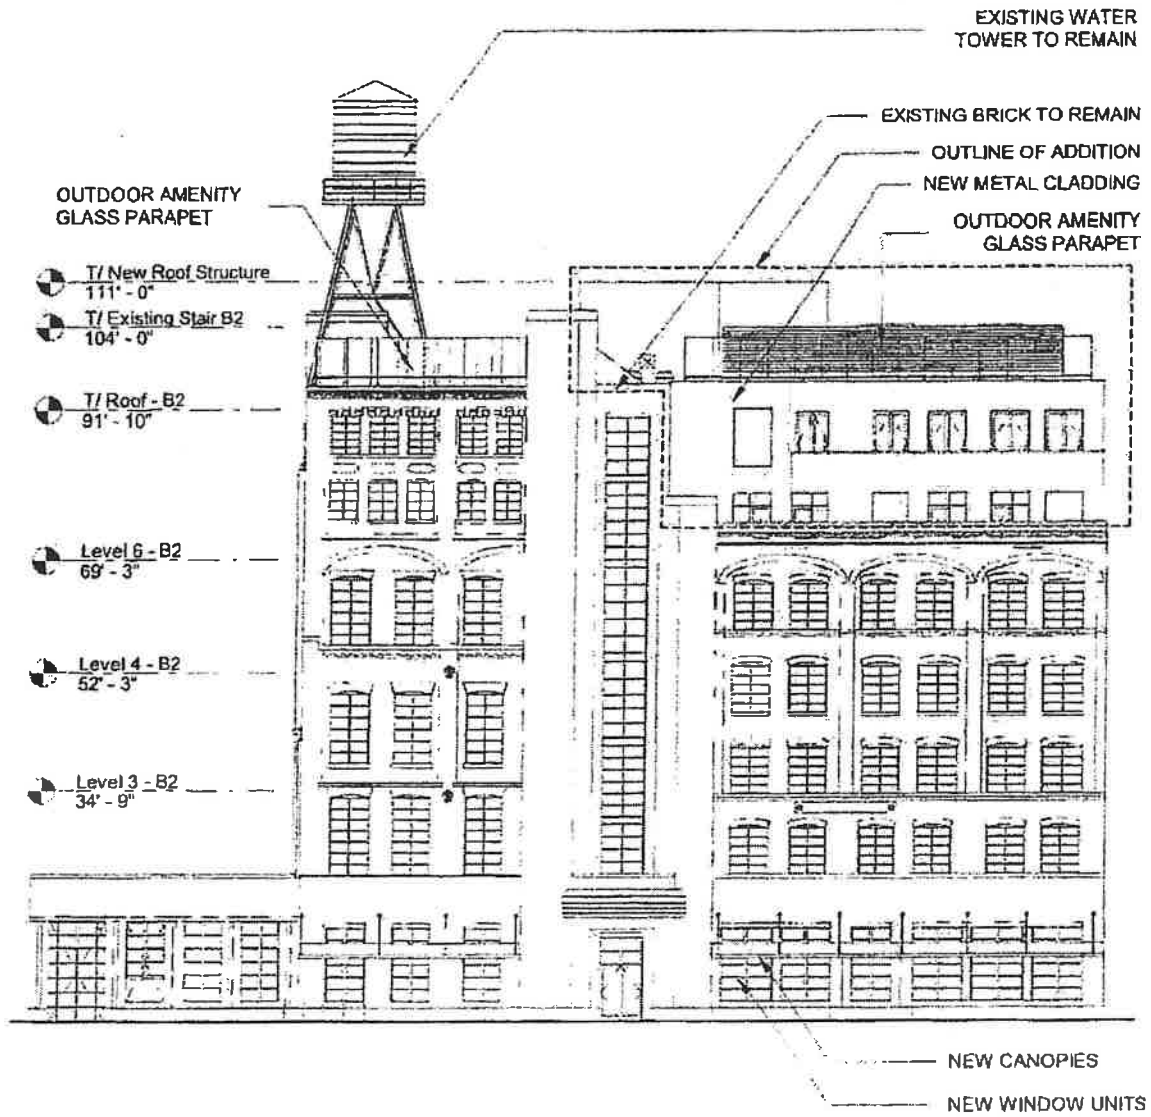 EXISTING WATER
TOWER TO REMAIN
EXISTING BRICK TO REMAIN
OUTLINE OF ADDITION
NEW METAL CLADDING
OUTDOOR AMENITY
GLASS PARAPET
OUTDOOR AMENITY
GLASS PARAPET
T/ New Roof Structure
111' - 0"
T/ Existing Stair B2
104' - 0"
T/ Roof - B2
91' - 10"
Level 6 - B2
69' - 3"
Level 4 - B2
52' - 3"
Level 3 - B2
34' - 9"
NEW CANOPIES
NEW WINDOW UNITS